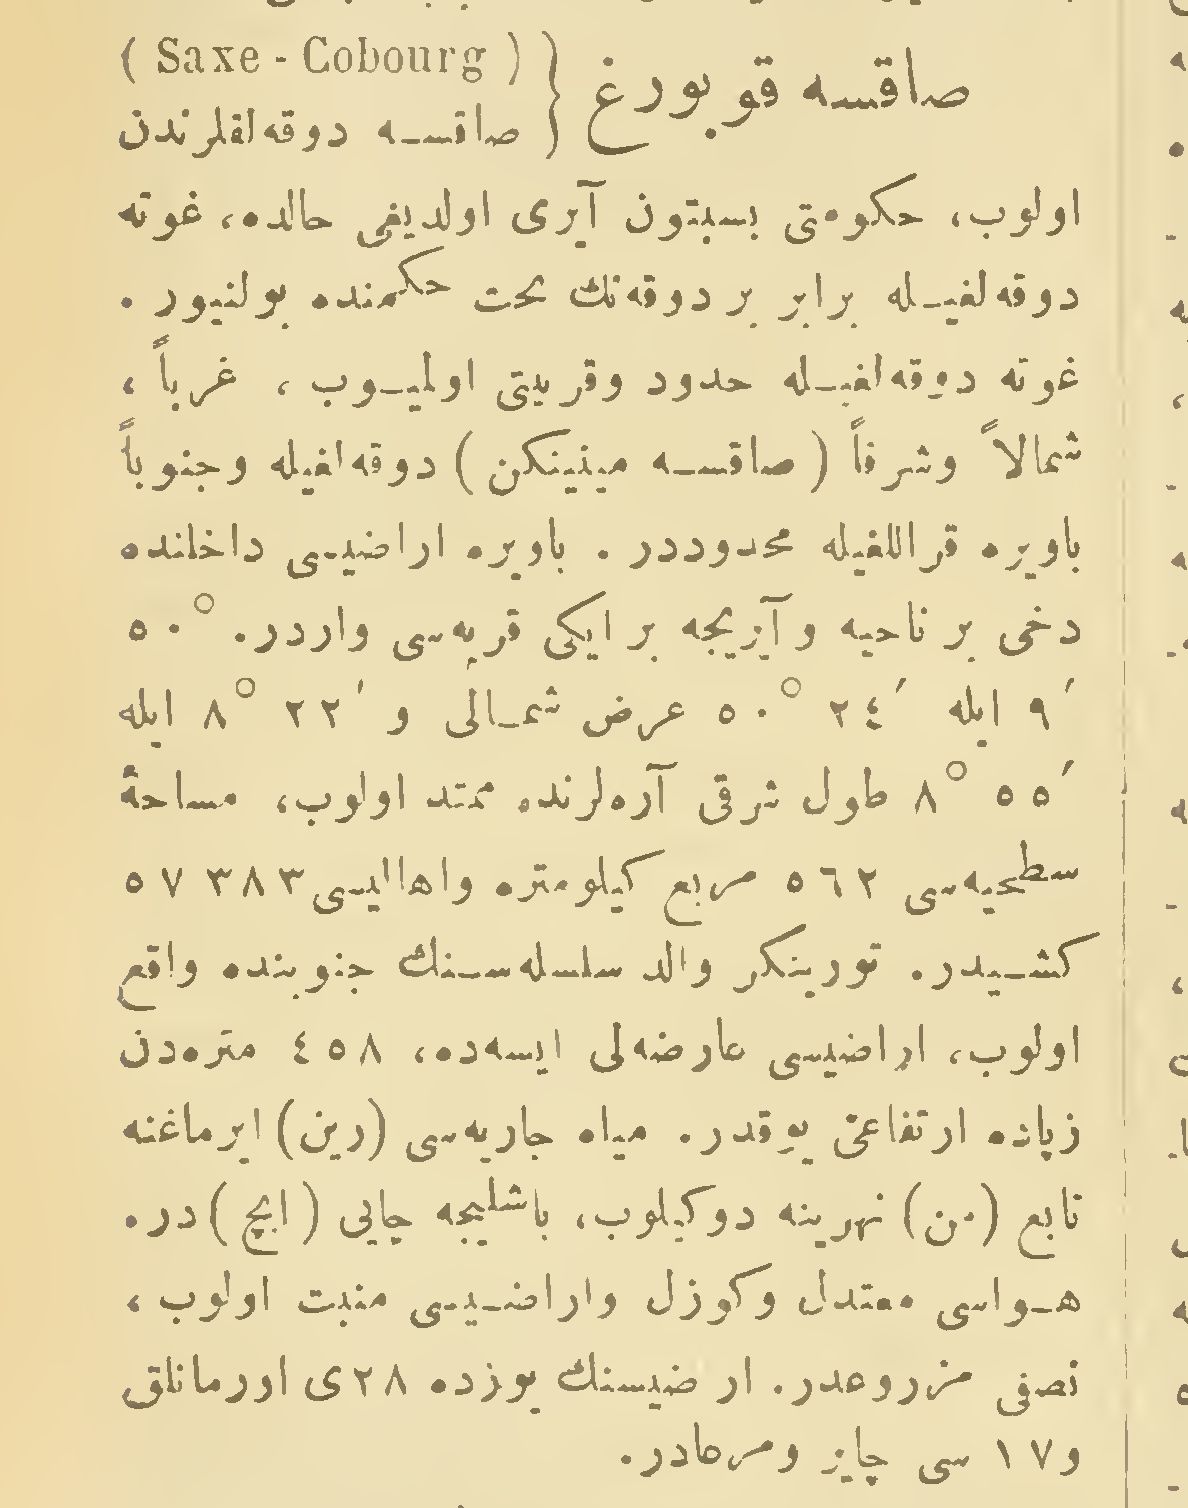 صاقسه قوبورغ { ( Saxe - Cobourg )
صاقسه دوقه‌لقلرندن
اولوب، حكومتی بسبتون آیری اولدیغی حالده، غوته
دوقه‌لغیله برابر بر دوقه‌نك تحت حكمنده بولنیور .
غوته دوقه‌لغیله حدود وقربیتی اولمیوب ، غرباً ،
شمالاً وشرقاً ( صاقسه مینینكن ) دوقه‌لغیله وجنوباً
باویره قراللغیله محدوددر . باویره اراضیسی داخلنده
دخی بر ناحیه و آیریجه بر ایكی قریه‌سی واردر. °٥٠
′٩ ایله ′٢٤ °٥٠ عرض شمالی و ′٢٢ °٨ ایله
′٥٥ °٨ طول شرقی آره‌لرنده ممتد اولوب، مساحهٔ
سطحیه‌سی ٥٦٢ مربع كیلومتره واهالیسی ٥٧٣٨٣
كشیدر. تورینكر والد سلسله‌سنك جنوبنده واقع
اولوب، اراضیسی عارضه‌لی ایسه‌ده، ٤٥٨ متره‌دن
زیاده ارتفاعی یوقدر. میاه جاریه‌سی (رین) ایرماغنه
تابع (من) نهرینه دوكیلوب، باشلیجه چایی (ایچ) در.
هواسی معتدل وكوزل واراضیسی منبت اولوب،
نصفی مزروعدر. اراضیسنك یوزده ٢٨ی اورمانلق
و١٧ سی چایر ومرعادر.